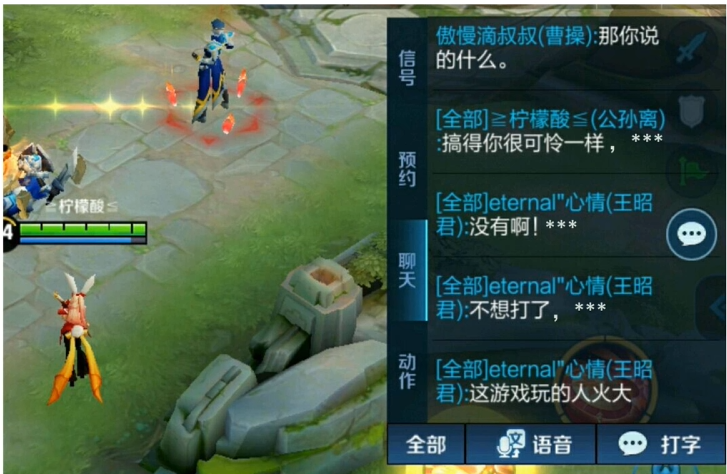 傲慢滴叔叔(曹操):那你说
的什么。
[全部]≥柠檬酸≤(公孙离)
:搞得你很可怜一样，***
[全部]eternal"心情(王昭
君):没有啊！***
[全部]eternal"心情(王昭
君):不想打了，***
[全部]eternal"心情(王昭
君):这游戏玩的人火大
信号
预约
聊天
动作
全部
语音
打字
≥柠檬酸≤
4